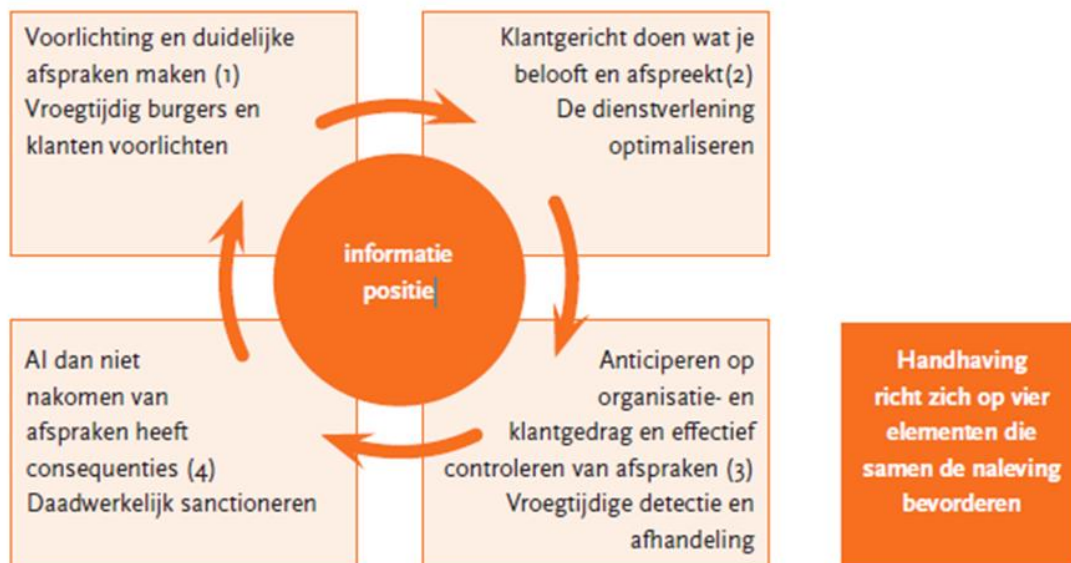 Voorlichting en duidelijke
afspraken maken (1)
Vroegtijdig burgers en
klanten voorlichten
Klantgericht doen wat je
belooft en afspreekt(2)
De dienstverlening
optimaliseren
informatie
positie
Al dan niet
nakomen van
afspraken heeft
consequenties (4)
Daadwerkelijk sanctioneren
Anticiperen op
organisatie- en
klantgedrag en effectief
controleren van afspraken (3)
Vroegtijdige detectie en
afhandeling
Handhaving
richt zich op vier
elementen die
samen de naleving
bevorderen